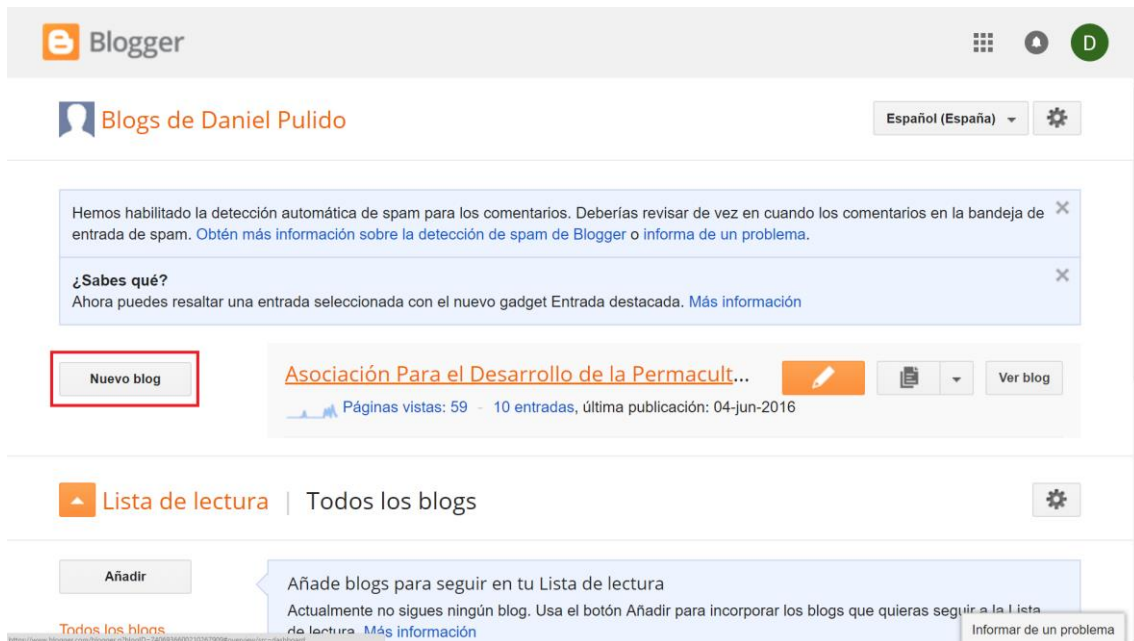 Blogger
D
Blogs de Daniel Pulido
Español (España)
Hemos habilitado la detección automática de spam para los comentarios. Deberías revisar de vez en cuando los comentarios en la bandeja de
entrada de spam. Obtén más información sobre la detección de spam de Blogger o informa de un problema.
¿Sabes qué?
Ahora puedes resaltar una entrada seleccionada con el nuevo gadget Entrada destacada. Más información
Nuevo blog
Asociación Para el Desarrollo de la Permacult...
Ver blog
Páginas vistas: 59 - 10 entradas, última publicación: 04-jun-2016
Lista de lectura | Todos los blogs
Añadir
Añade blogs para seguir en tu Lista de lectura
Actualmente no sigues ningún blog. Usa el botón Añadir para incorporar los blogs que quieras seguir a la Lista
de lectura. Más información
Todos los blogs
Informar de un problema